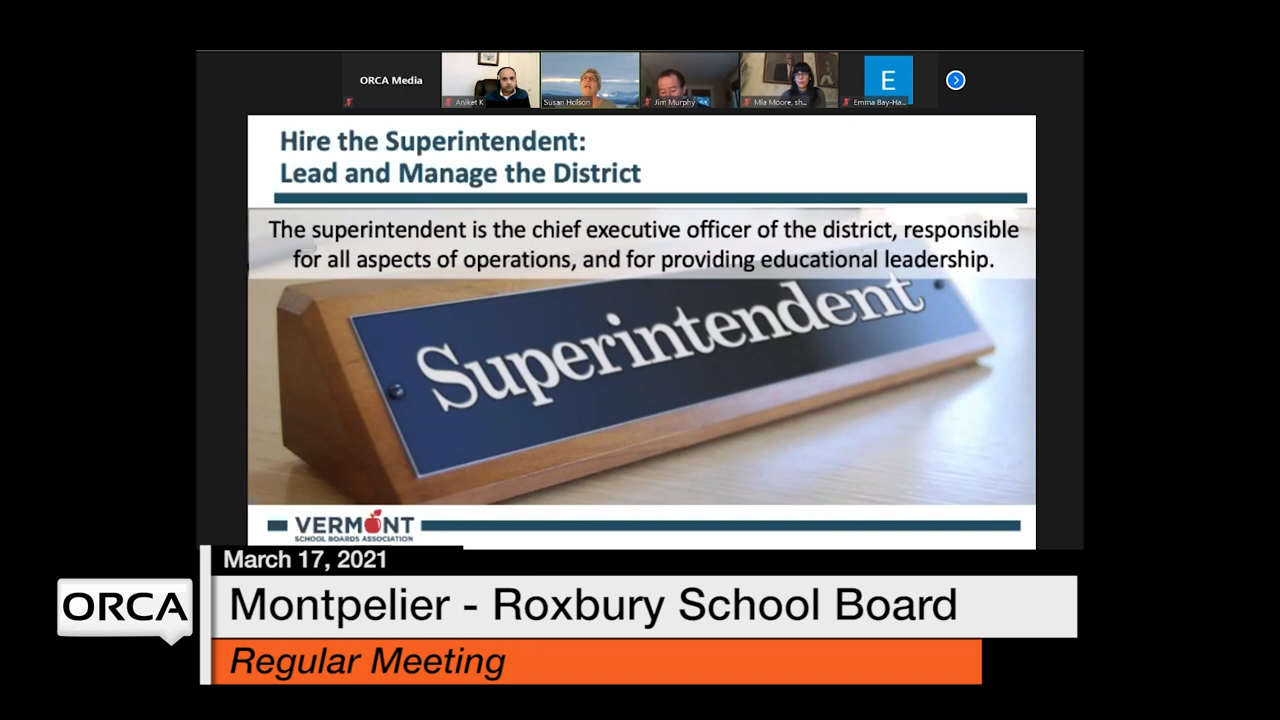 ORCA Media
Aniket K
Susan Holson
Jim Murphy
Mia Moore, sh...
Emma Bay-Ha...
E
Hire the Superintendent:
Lead and Manage the District
The superintendent is the chief executive officer of the district, responsible
for all aspects of operations, and for providing educational leadership.
Superintendent
VERMONT
SCHOOL BOARDS ASSOCIATION
March 17, 2021
ORCA
Montpelier - Roxbury School Board
Regular Meeting